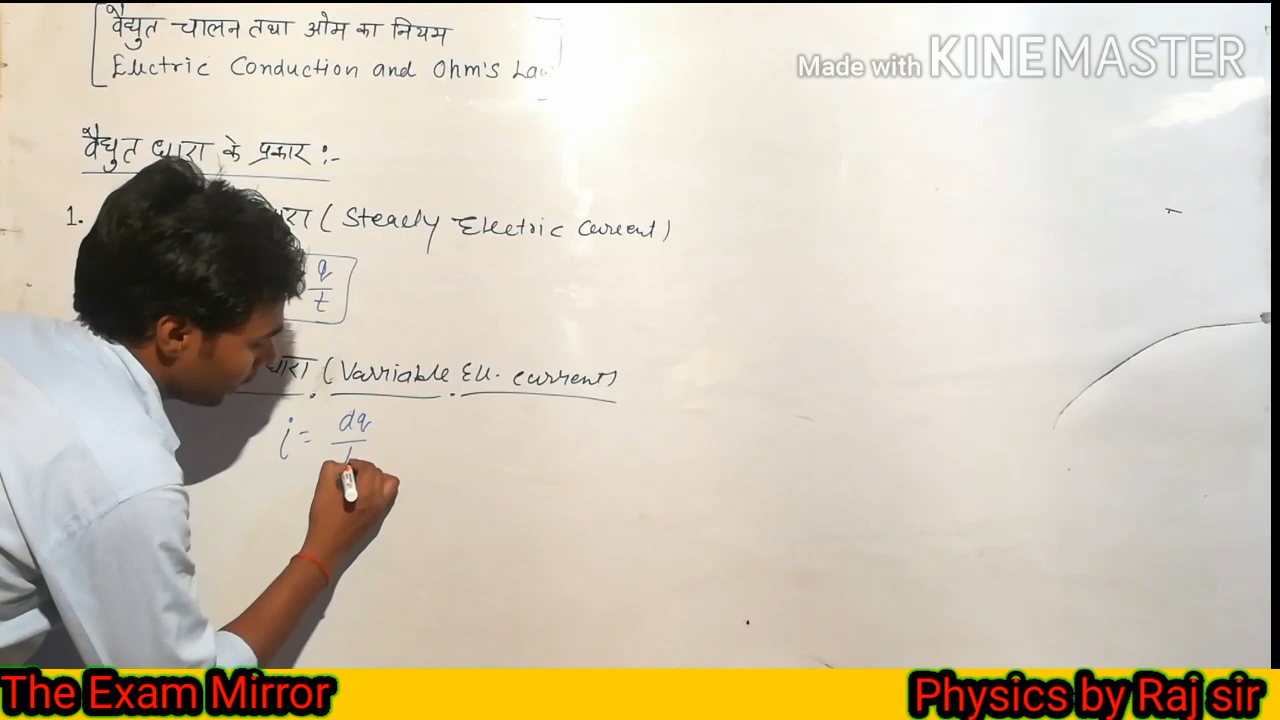 वैद्युत चालन तथा ओम का नियम
Electric Conduction and Ohm's Law
Made with KINEMASTER
वैद्युत धारा के प्रकार :-
1. धारा ( Steady Electric Current )
q
t
धारा ( Varriable Ele. current )
i = dq
The Exam Mirror
Physics by Raj sir